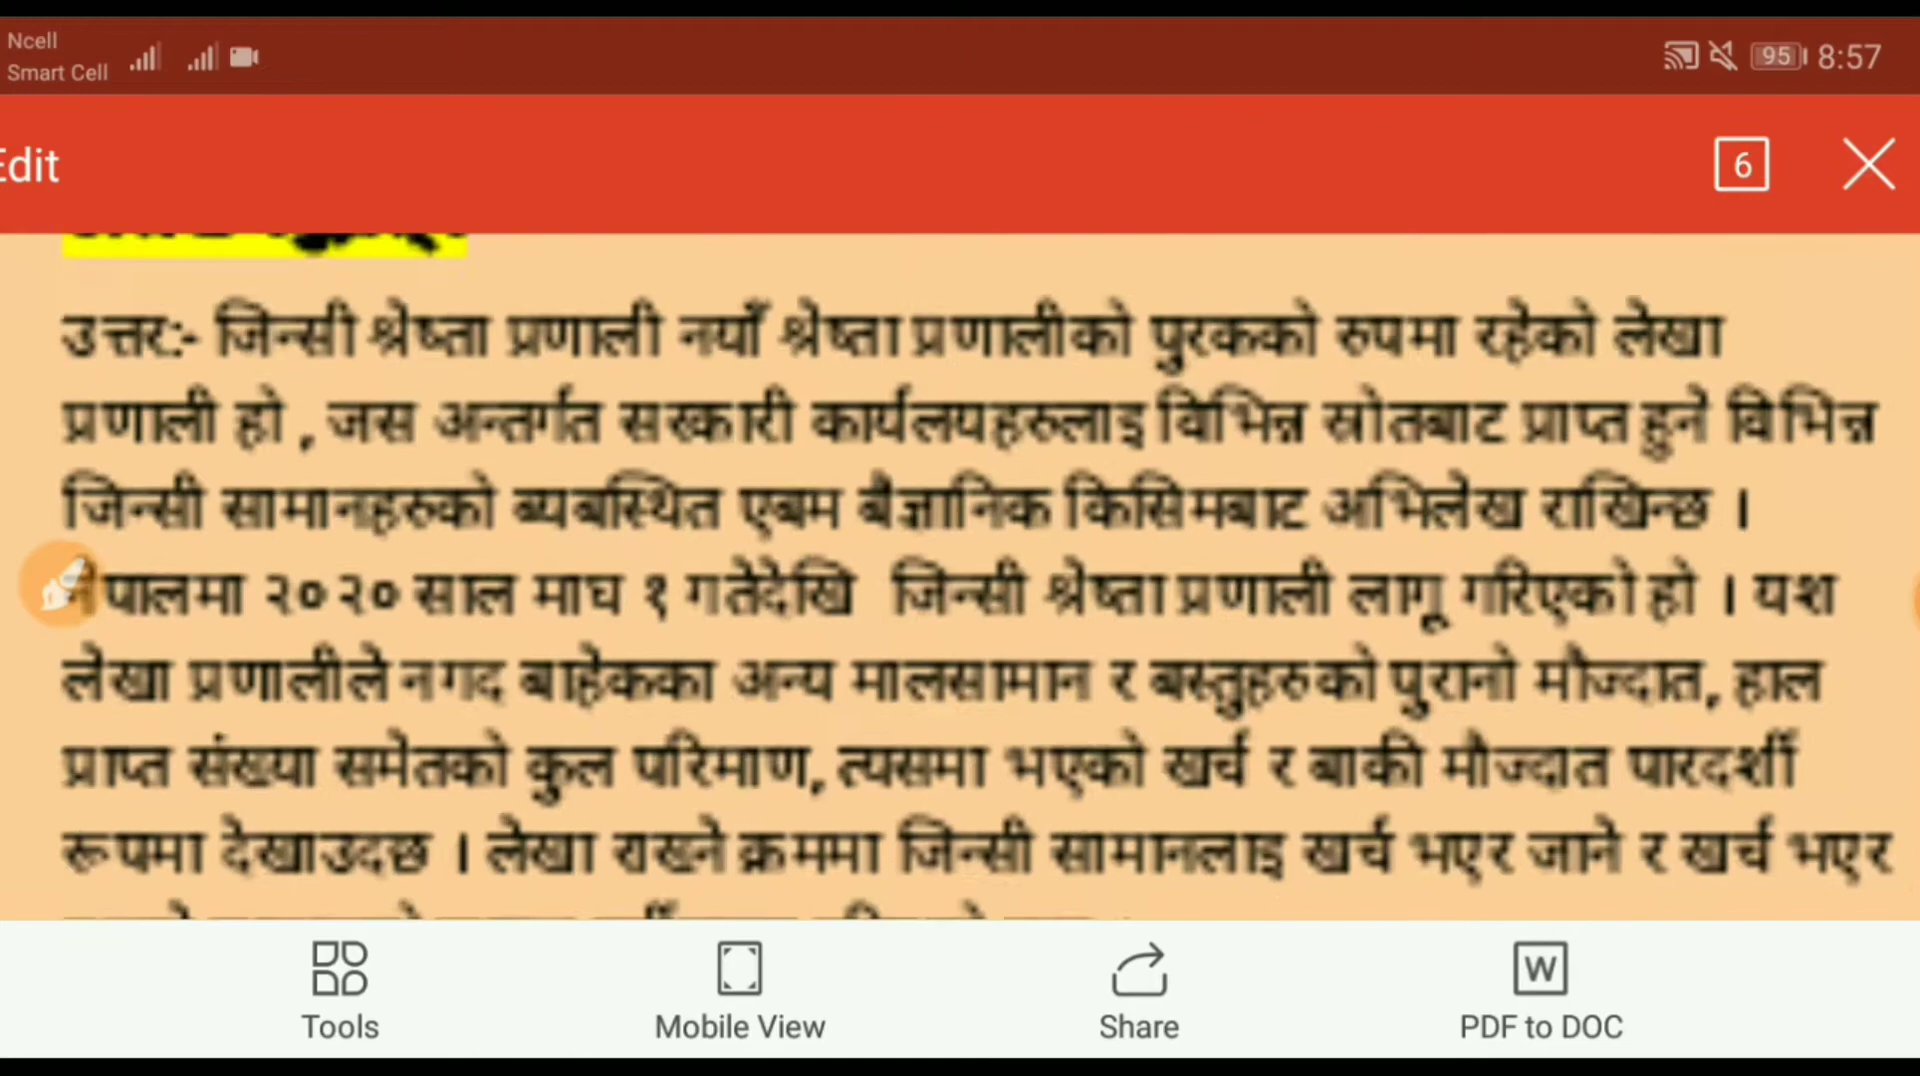 Ncell
Smart Cell
95 8:57
Edit
6
उत्तर:- जिन्सी श्रेष्ता प्रणाली नयाँ श्रेष्ता प्रणालीको पुरकको रुपमा रहेको लेखा
प्रणाली हो , जस अन्तर्गत सरकारी कार्यलयहरुलाइ विभिन्न स्रोतबाट प्राप्त हुने विभिन्न
जिन्सी सामानहरुको ब्यबस्थित एबम बैज्ञानिक किसिमबाट अभिलेख राखिन्छ ।
नेपालमा २०२० साल माघ १ गतेदेखि जिन्सी श्रेष्ता प्रणाली लागू गरिएको हो । यश
लेखा प्रणालीले नगद बाहेकका अन्य मालसामान र बस्तुहरुको पुरानो मौज्दात, हाल
प्राप्त संख्या समेतको कुल परिमाण, त्यसमा भएको खर्च र बाकी मौज्दात पारदर्शी
रूपमा देखाउदछ । लेखा राख्ने क्रममा जिन्सी सामानलाइ खर्च भएर जाने र खर्च भएर
Tools
Mobile View
Share
W
PDF to DOC